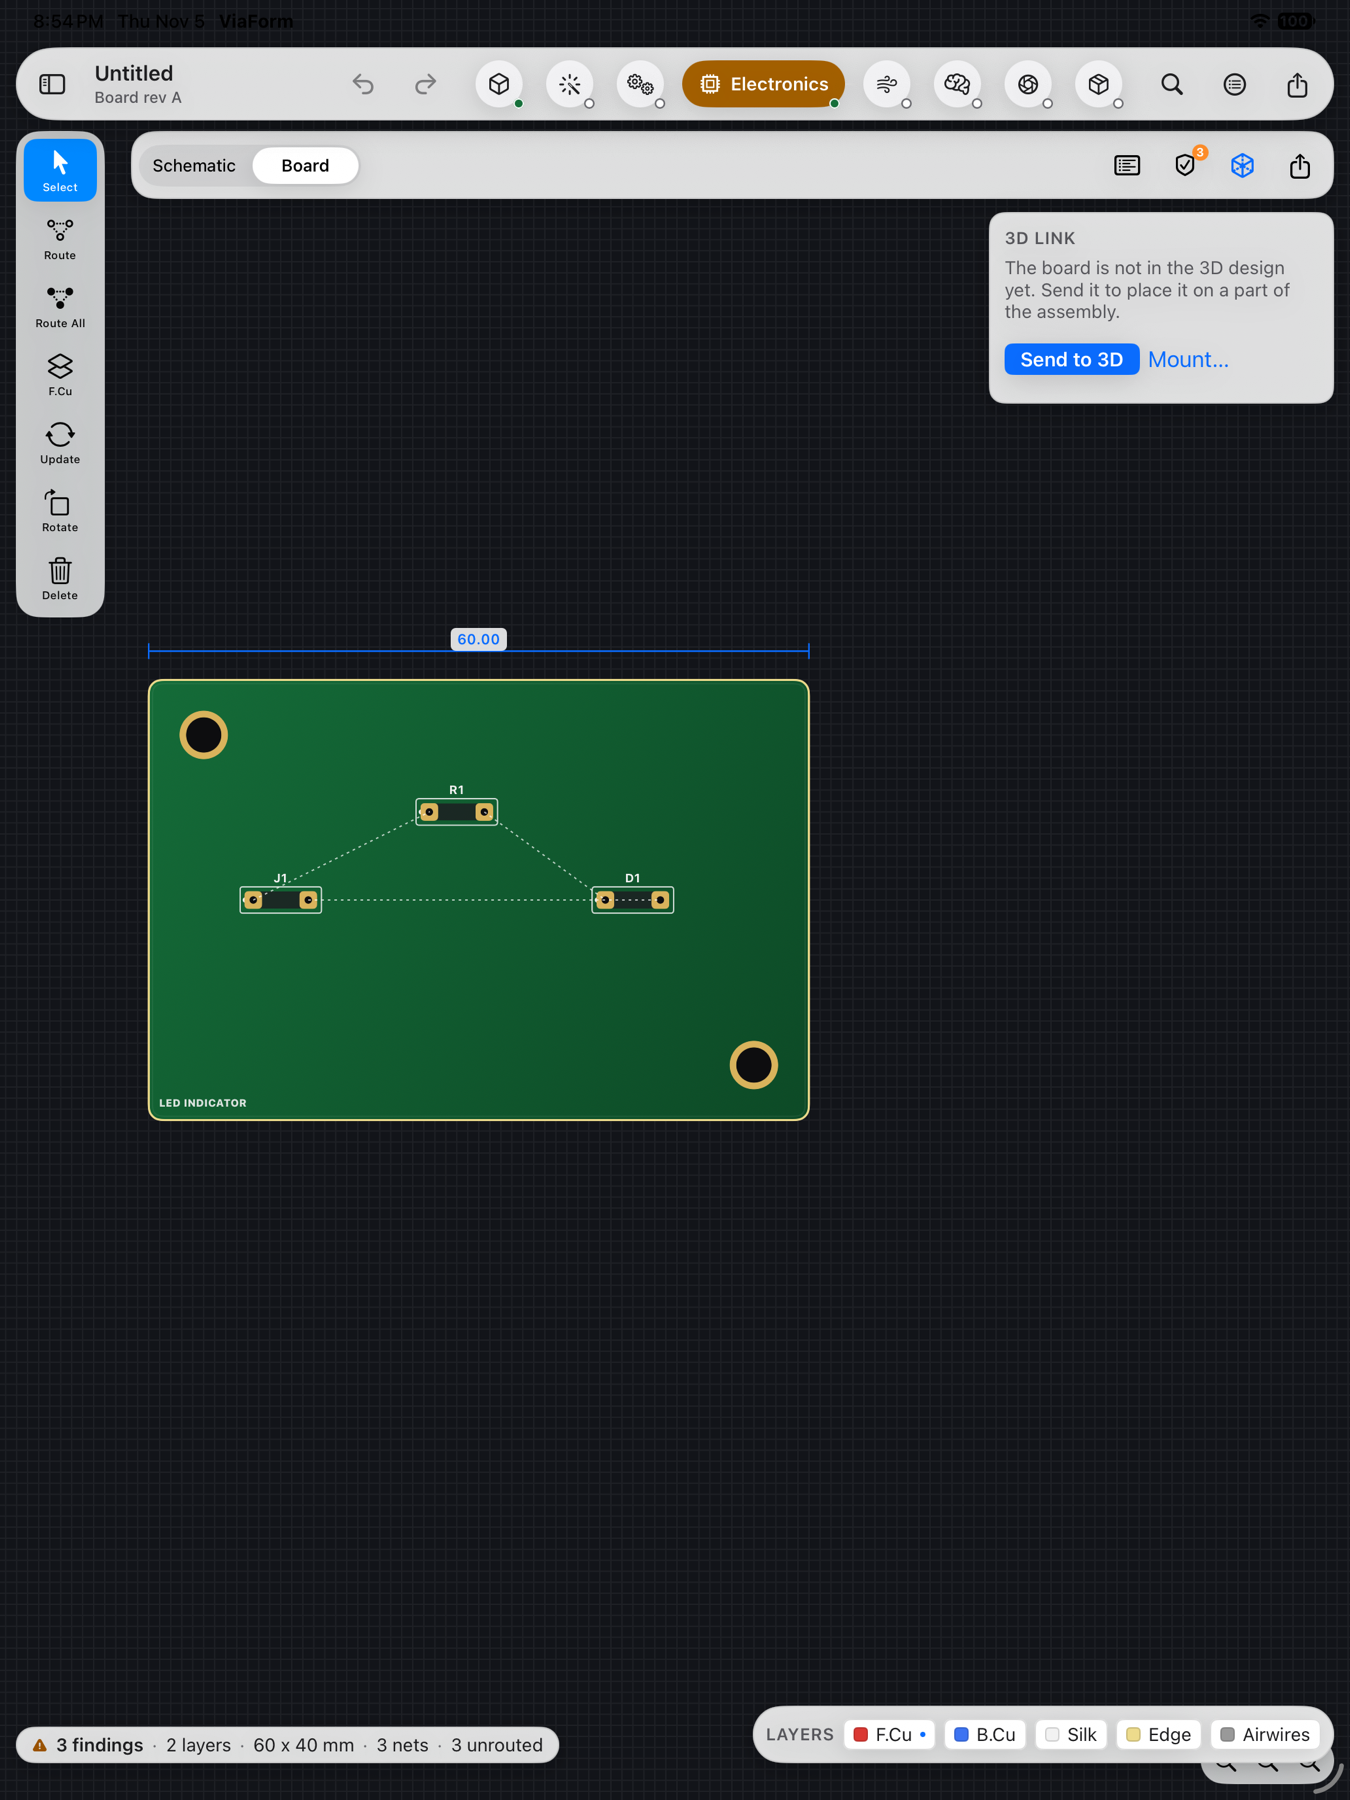 8:54 PM Thu Nov 5 ViaForm
100
Untitled
Board rev A
Electronics
Select
Schematic
Board
3
Route
Route All
F.Cu
Update
Rotate
Delete
3D LINK
The board is not in the 3D design
yet. Send it to place it on a part of
the assembly.
Send to 3D
Mount...
60.00
R1
J1
D1
LED INDICATOR
3 findings · 2 layers · 60 x 40 mm · 3 nets · 3 unrouted
LAYERS
F.Cu
B.Cu
Silk
Edge
Airwires